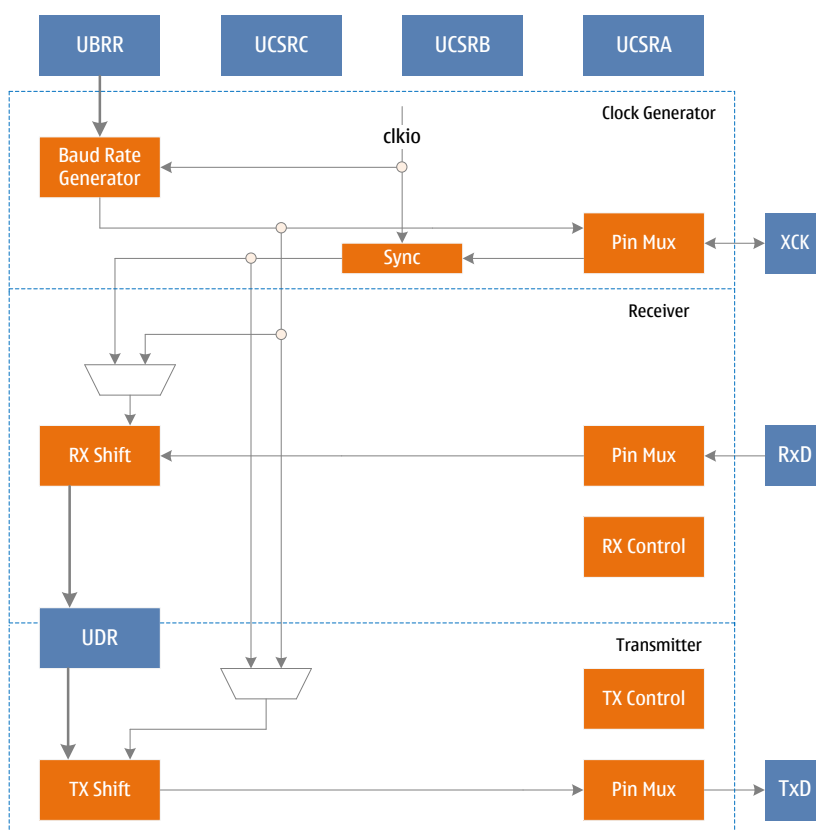 UBRR
UCSRC
UCSRB
UCSRA
Clock Generator
clkio
Baud Rate
Generator
Pin Mux
XCK
Sync
Receiver
RX Shift
Pin Mux
RxD
RX Control
UDR
Transmitter
TX Control
TX Shift
Pin Mux
TxD